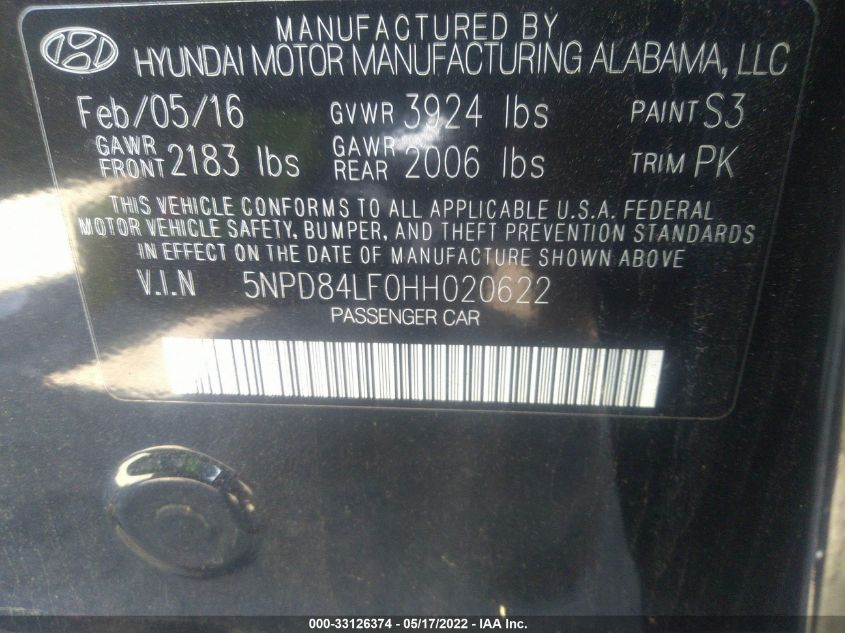 MANUFACTURED BY
HYUNDAI MOTOR MANUFACTURING ALABAMA, LLC
Feb/05/16 GVWR 3924 lbs PAINT S3
GAWR FRONT 2183 lbs GAWR REAR 2006 lbs TRIM PK
THIS VEHICLE CONFORMS TO ALL APPLICABLE U.S.A. FEDERAL
MOTOR VEHICLE SAFETY, BUMPER, AND THEFT PREVENTION STANDARDS
IN EFFECT ON THE DATE OF MANUFACTURE SHOWN ABOVE
V.I.N 5NPD84LF0HH020622
PASSENGER CAR
000-33126374 - 05/17/2022 - IAA Inc.